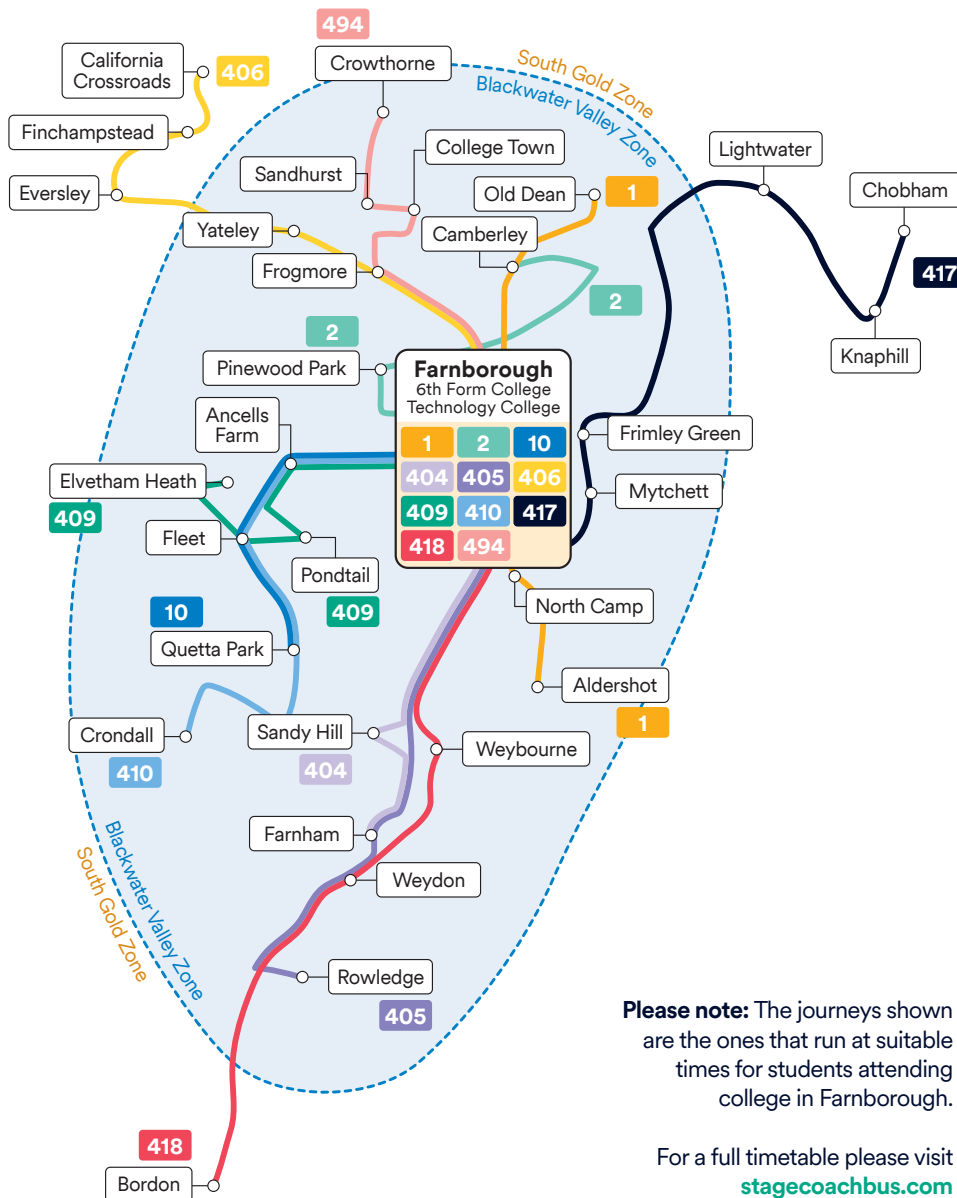 494
Crowthorne
South Gold Zone
Blackwater Valley Zone
California
Crossroads
406
Finchampstead
Eversley
College Town
Sandhurst
Old Dean
1
Lightwater
Chobham
Yateley
Camberley
Frogmore
417
2
2
Knaphill
Pinewood Park
Farnborough
6th Form College
Technology College
1 2 10
404 405 406
409 410 417
418 494
Ancells
Farm
Frimley Green
Elvetham Heath
409
Mytchett
Fleet
Pondtail
409
North Camp
10
Quetta Park
Aldershot
1
Crondall
410
Sandy Hill
404
Weybourne
Farnham
Weydon
Blackwater Valley Zone
South Gold Zone
Rowledge
405
Please note: The journeys shown
are the ones that run at suitable
times for students attending
college in Farnborough.
418
Bordon
For a full timetable please visit
stagecoachbus.com